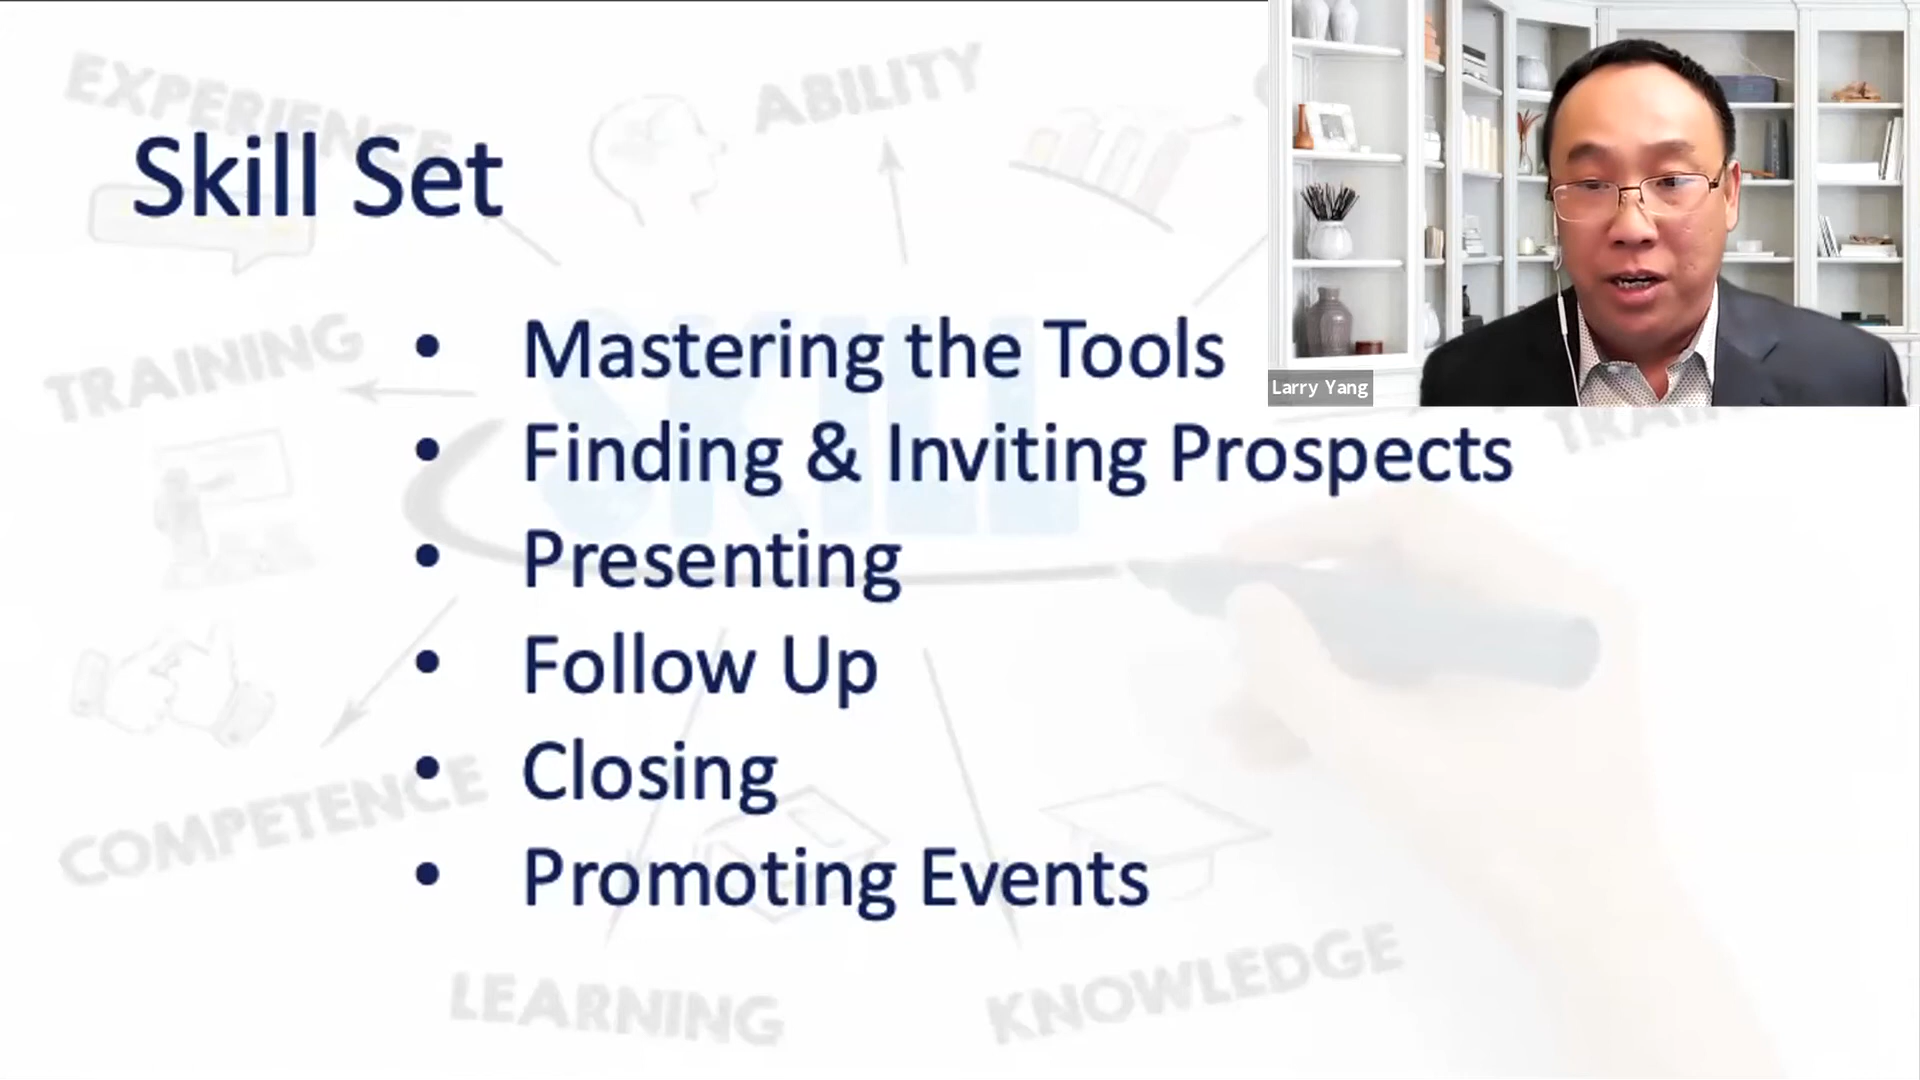 EXPERIENCE
ABILITY
Skill Set
TRAINING
SKILL
• Mastering the Tools
Larry Yang
• Finding & Inviting Prospects
• Presenting
• Follow Up
• Closing
COMPETENCE
• Promoting Events
LEARNING
KNOWLEDGE